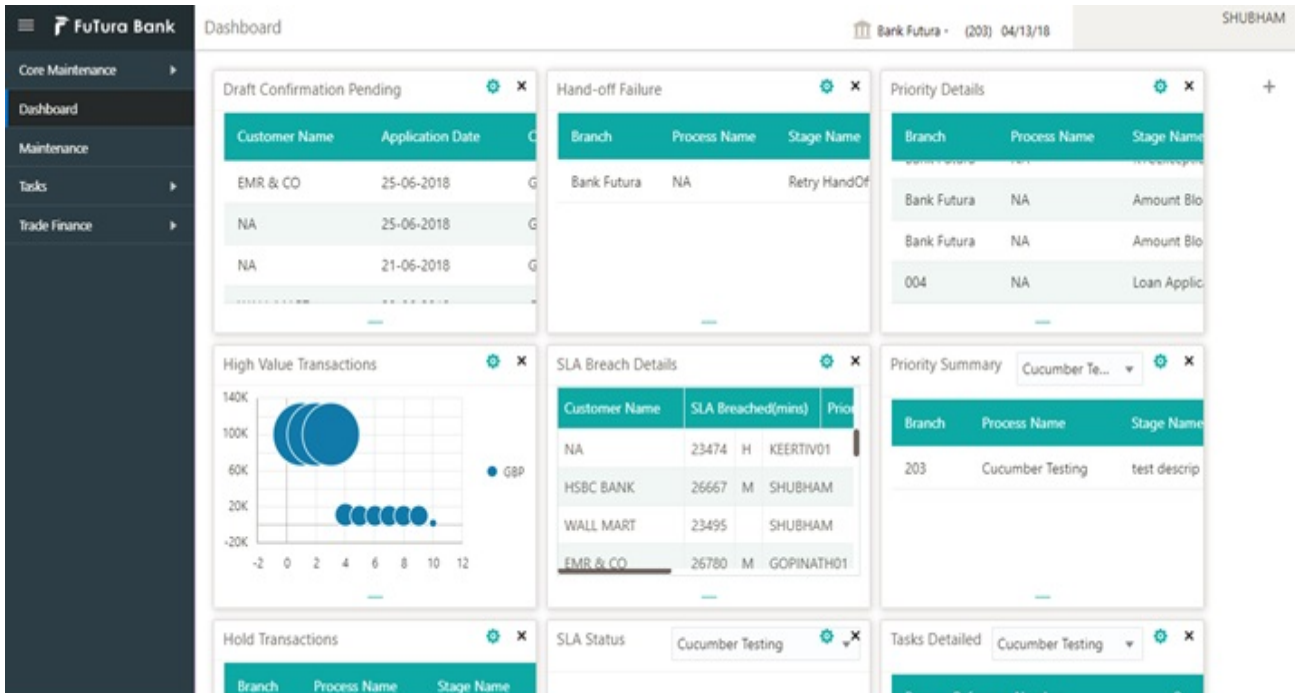 FuTura Bank
Dashboard
Bank Futura - (203) 04/13/18
SHUBHAM
Core Maintenance
Dashboard
Maintenance
Tasks
Trade Finance
Draft Confirmation Pending
Customer Name Application Date C
EMR & CO 25-06-2018 G
NA 25-06-2018 G
NA 21-06-2018 G
Hand-off Failure
Branch Process Name Stage Name
Bank Futura NA Retry HandOf
Priority Details
Branch Process Name Stage Name
Bank Futura NA Amount Blo
Bank Futura NA Amount Blo
004 NA Loan Applic
High Value Transactions
140K
100K
60K
20K
-20K
-2 0 2 4 6 8 10 12
GBP
SLA Breach Details
Customer Name SLA Breached(mins) Prior
NA 23474 H KEERTIV01
HSBC BANK 26667 M SHUBHAM
WALL MART 23495 SHUBHAM
EMR & CO 26780 M GOPINATH01
Priority Summary Cucumber Te...
Branch Process Name Stage Name
203 Cucumber Testing test descrip
Hold Transactions
Branch Process Name Stage Name
SLA Status Cucumber Testing
Tasks Detailed Cucumber Testing